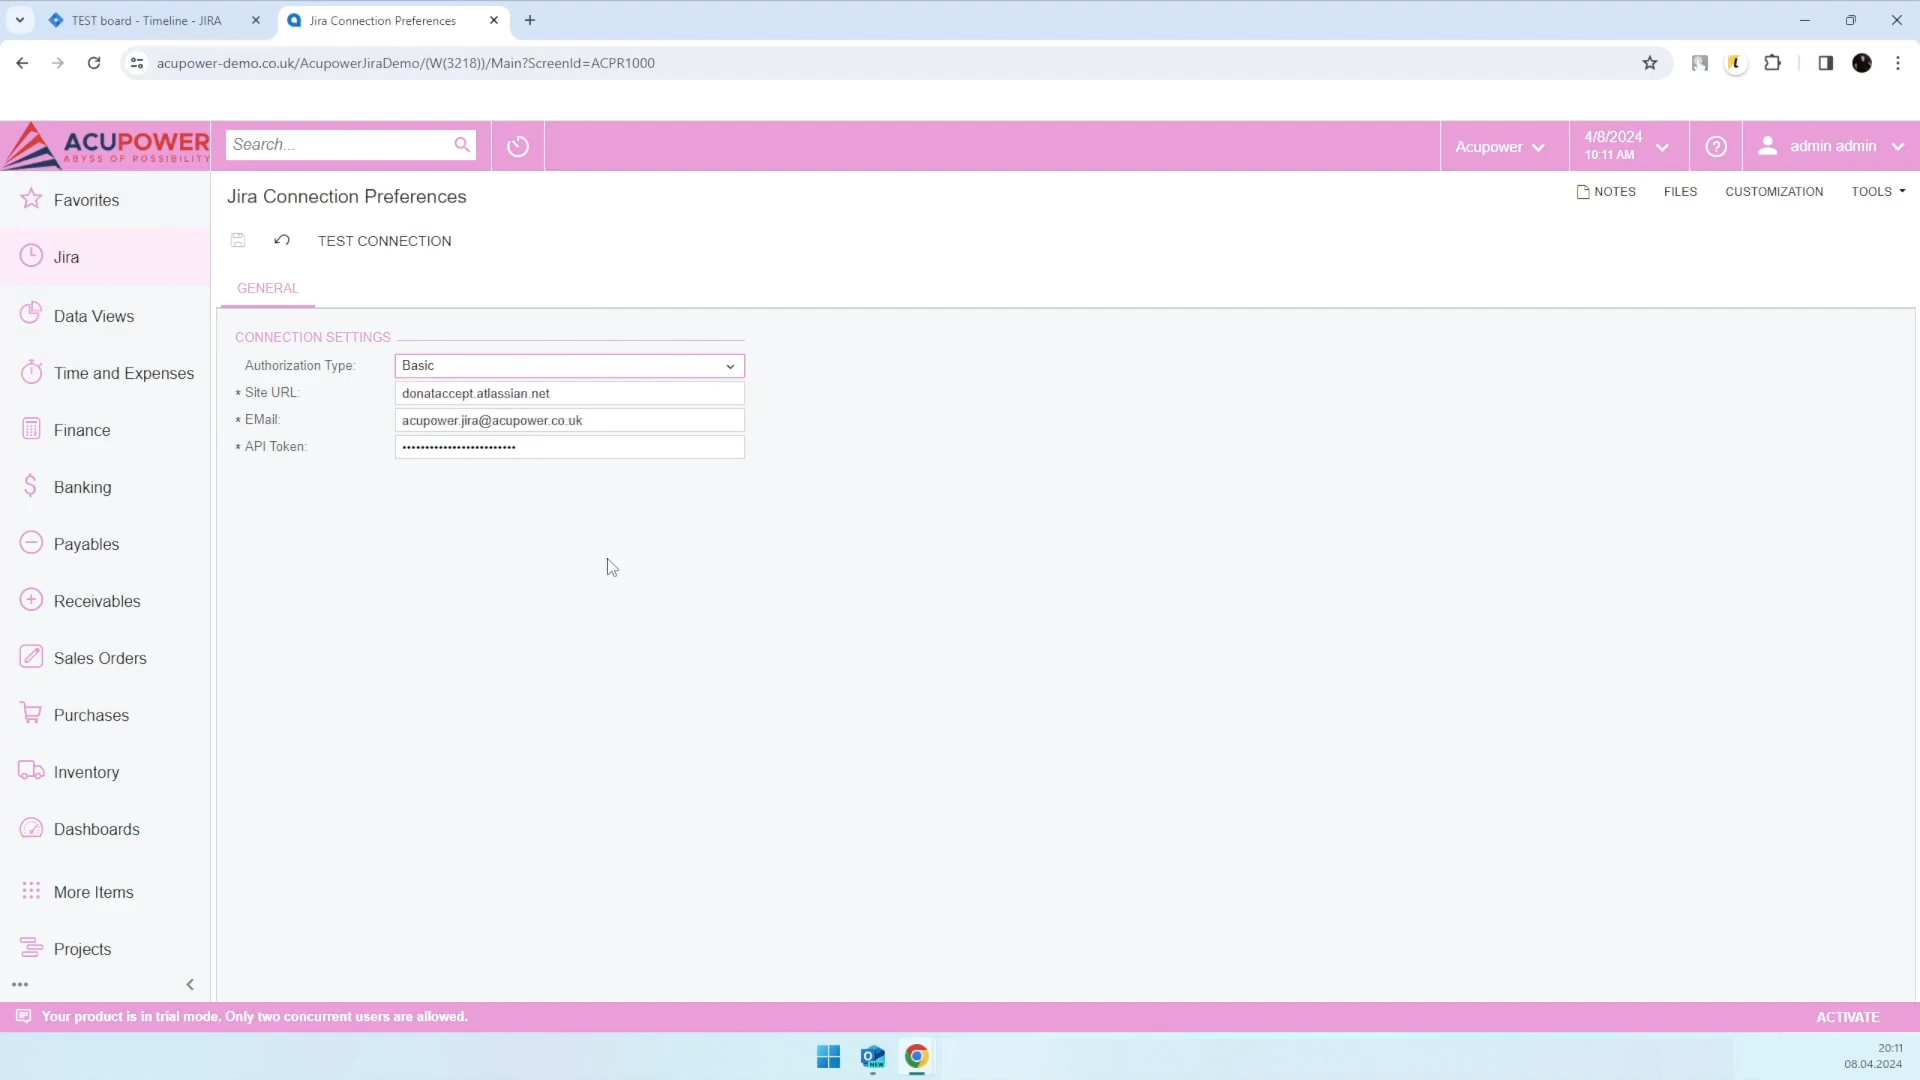 TEST board - Timeline - JIRA
Jira Connection Preferences
acupower-demo.co.uk/AcupowerJiraDemo/(W(3218))/Main?ScreenId=ACPR1000
ACUPOWER
ABYSS OF POSSIBILITY
Search...
Acupower
4/8/2024
10:11 AM
admin admin
Favorites
Jira
Data Views
Time and Expenses
Finance
Banking
Payables
Receivables
Sales Orders
Purchases
Inventory
Dashboards
More Items
Projects
Jira Connection Preferences
NOTES
FILES
CUSTOMIZATION
TOOLS
TEST CONNECTION
GENERAL
CONNECTION SETTINGS
Authorization Type: Basic
* Site URL: donataccept.atlassian.net
* EMail: acupower.jira@acupower.co.uk
* API Token: •••••••••••••••••••••••••
Your product is in trial mode. Only two concurrent users are allowed.
ACTIVATE
NEW
20:11
08.04.2024